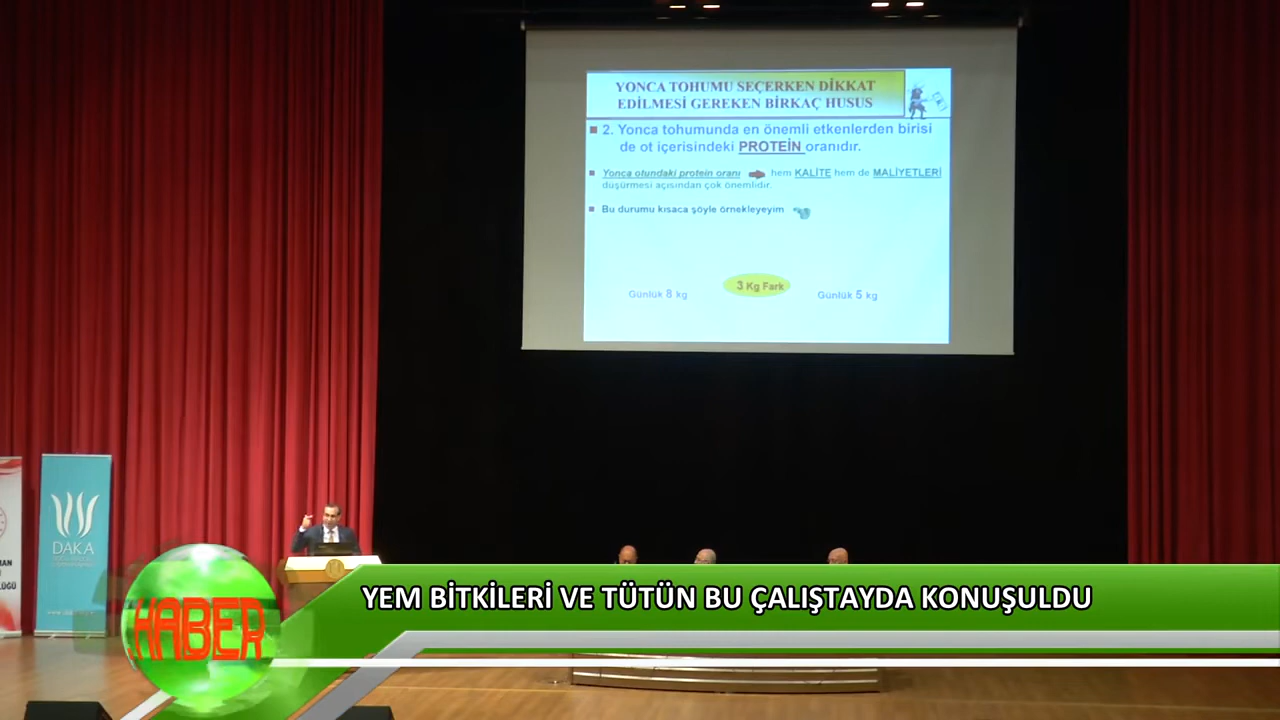 YONCA TOHUMU SEÇERKEN DİKKAT
EDİLMESİ GEREKEN BİRKAÇ HUSUS
2. Yonca tohumunda en önemli etkenlerden birisi
de ot içerisindeki PROTEİN oranıdır.
Yonca otundaki protein oranı hem KALİTE hem de MALİYETLERİ
düşürmesi açısından çok önemlidir.
Bu durumu kısaca şöyle örnekleyeyim
Günlük 8 kg
3 Kg Fark
Günlük 5 kg
DAKA
HABER
YEM BİTKİLERİ VE TÜTÜN BU ÇALIŞTAYDA KONUŞULDU